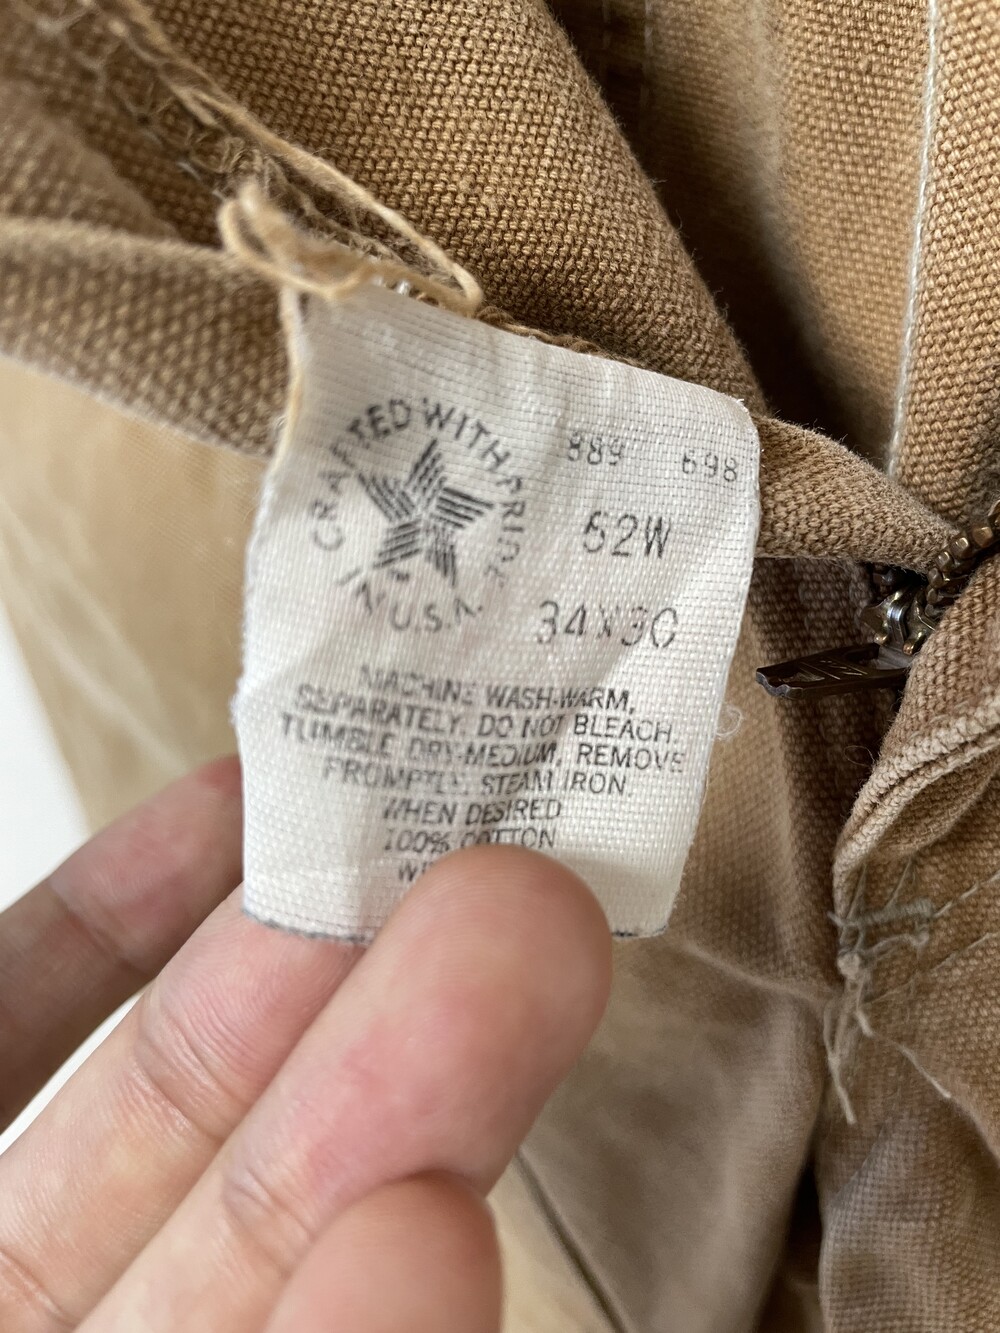 CRAFTED WITH PRIDE
IN U.S.A.
889 698
52W
34X30
MACHINE WASH-WARM,
SEPARATELY, DO NOT BLEACH
TUMBLE DRY-MEDIUM, REMOVE
PROMPTLY. STEAM IRON
WHEN DESIRED
100% COTTON